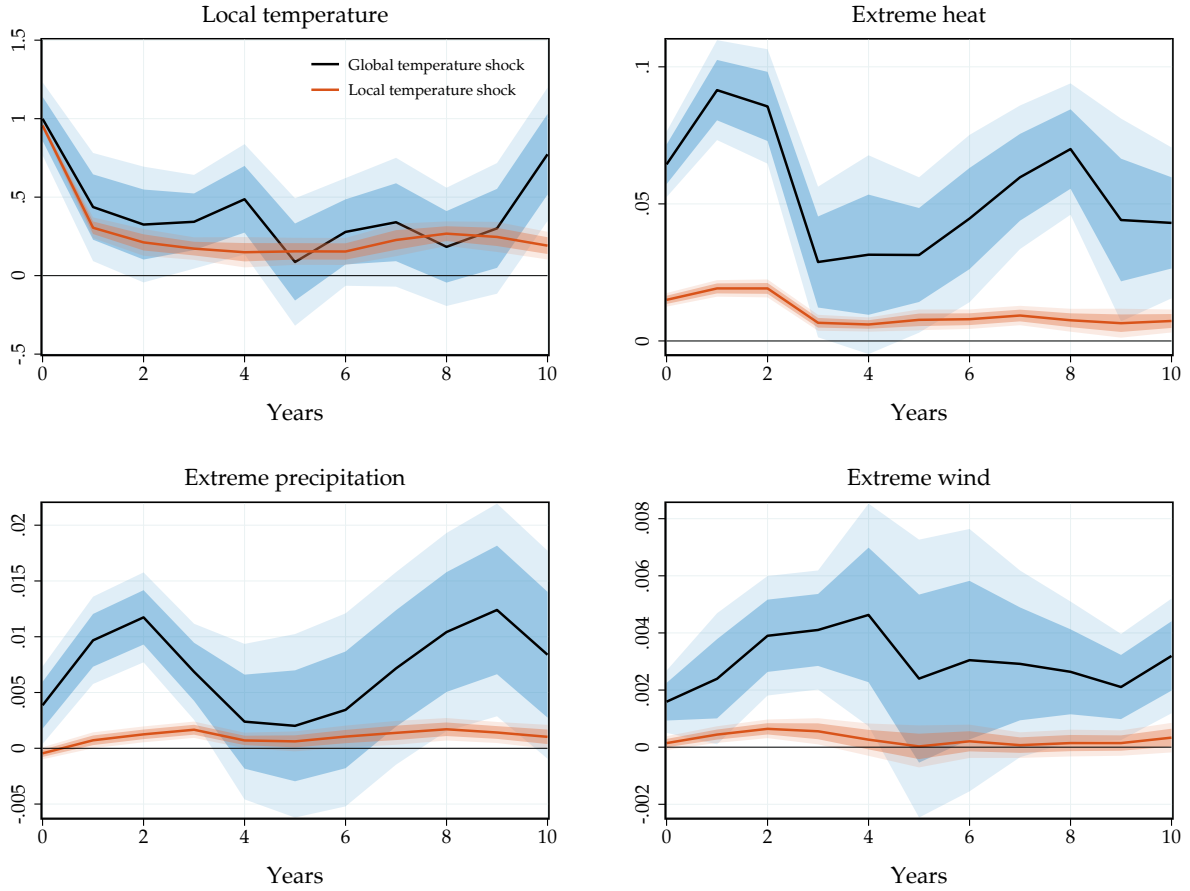 Local temperature
1.5
1
.5
0
-.5
Global temperature shock
Local temperature shock
0 2 4 6 8 10
Years
Extreme heat
.1
.05
0
0 2 4 6 8 10
Years
Extreme precipitation
.02
.015
.01
.005
0
-.005
0 2 4 6 8 10
Years
Extreme wind
.008
.006
.004
.002
0
-.002
0 2 4 6 8 10
Years